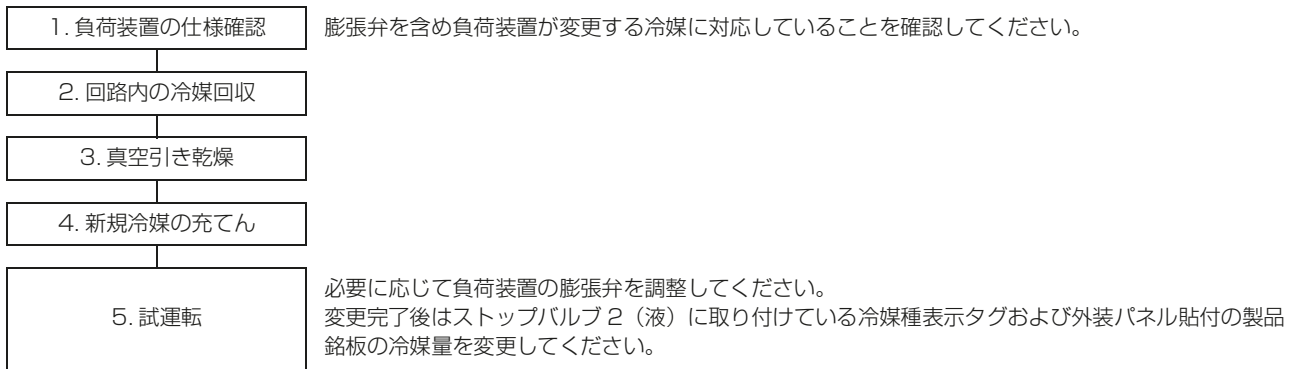 1. 負荷装置の仕様確認
膨張弁を含め負荷装置が変更する冷媒に対応していることを確認してください。
2. 回路内の冷媒回収
3. 真空引き乾燥
4. 新規冷媒の充てん
5. 試運転
必要に応じて負荷装置の膨張弁を調整してください。
変更完了後はストップバルブ 2（液）に取り付けている冷媒種表示タグおよび外装パネル貼付の製品
銘板の冷媒量を変更してください。